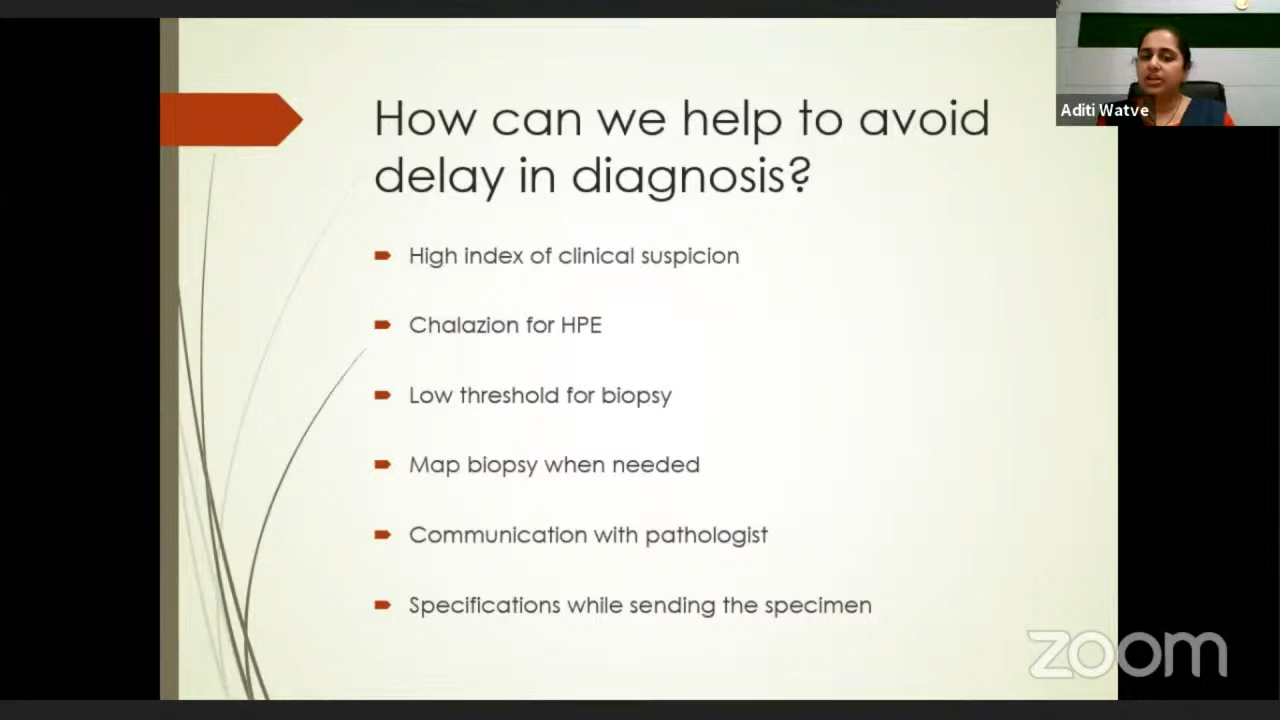 How can we help to avoid
delay in diagnosis?
High index of clinical suspicion
Chalazion for HPE
Low threshold for biopsy
Map biopsy when needed
Communication with pathologist
Specifications while sending the specimen
Aditi Watve
zoom